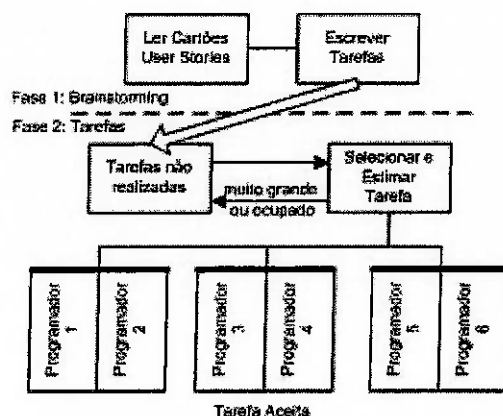 Ler Cartões
User Stories
Escrever
Tarefas
Fase 1: Brainstorming
Fase 2: Tarefas
Tarefas não
realizadas
Selecionar e
Estimar
Tarefa
muito grande
ou ocupado
Programador
1
Programador
2
Programador
3
Programador
4
Programador
5
Programador
6
Tarefa Aceita